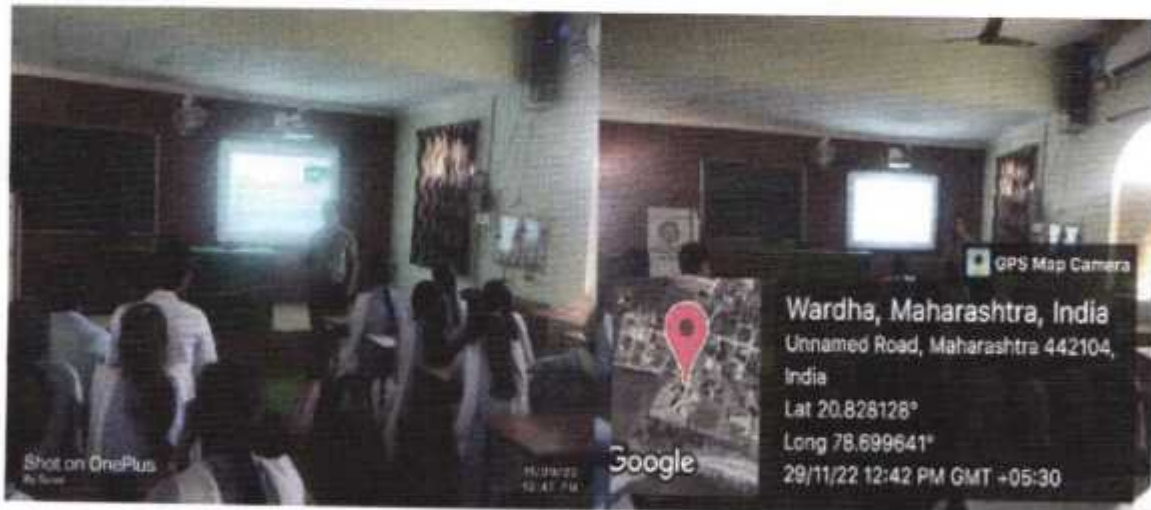 Shot on OnePlus
GPS Map Camera
Wardha, Maharashtra, India
Unnamed Road, Maharashtra 442104,
India
Lat 20.828128°
Long 78.699641°
29/11/22 12:42 PM GMT +05:30
Google